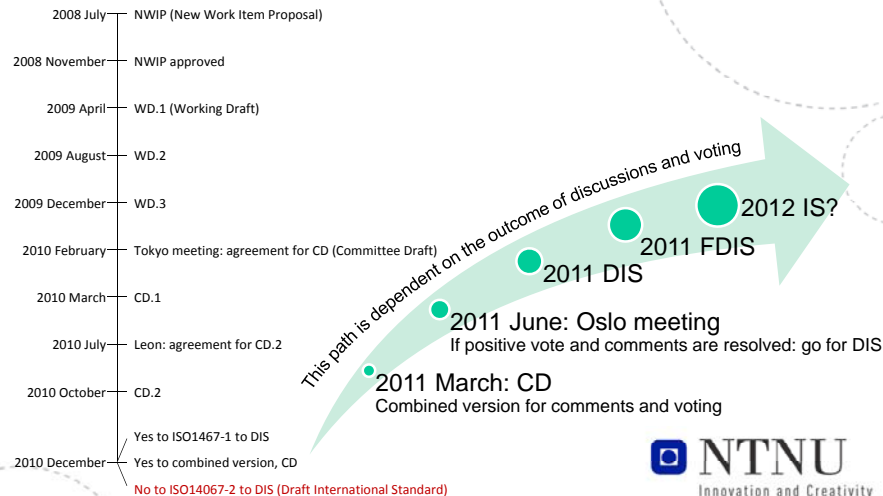 2008 July
NWIP (New Work Item Proposal)
2008 November
NWIP approved
2009 April
WD.1 (Working Draft)
2009 August
WD.2
2009 December
WD.3
2010 February
Tokyo meeting: agreement for CD (Committee Draft)
2010 March
CD.1
2010 July
Leon: agreement for CD.2
2010 October
CD.2
2010 December
Yes to ISO1467-1 to DIS
Yes to combined version, CD
No to ISO14067-2 to DIS (Draft International Standard)
This path is dependent on the outcome of discussions and voting
2011 March: CD
Combined version for comments and voting
2011 June: Oslo meeting
If positive vote and comments are resolved: go for DIS
2011 DIS
2011 FDIS
2012 IS?
NTNU
Innovation and Creativity